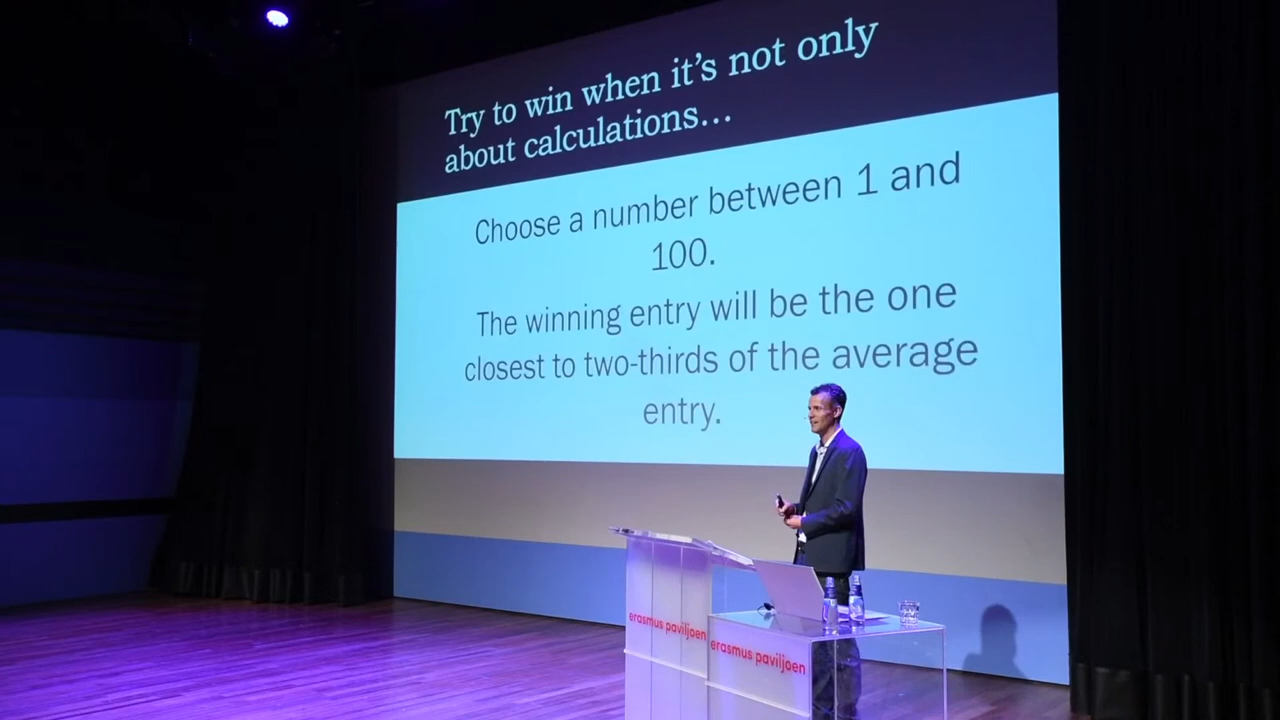 Try to win when it's not only
about calculations...
Choose a number between 1 and
100.
The winning entry will be the one
closest to two-thirds of the average
entry.
erasmus paviljoen
erasmus paviljoen